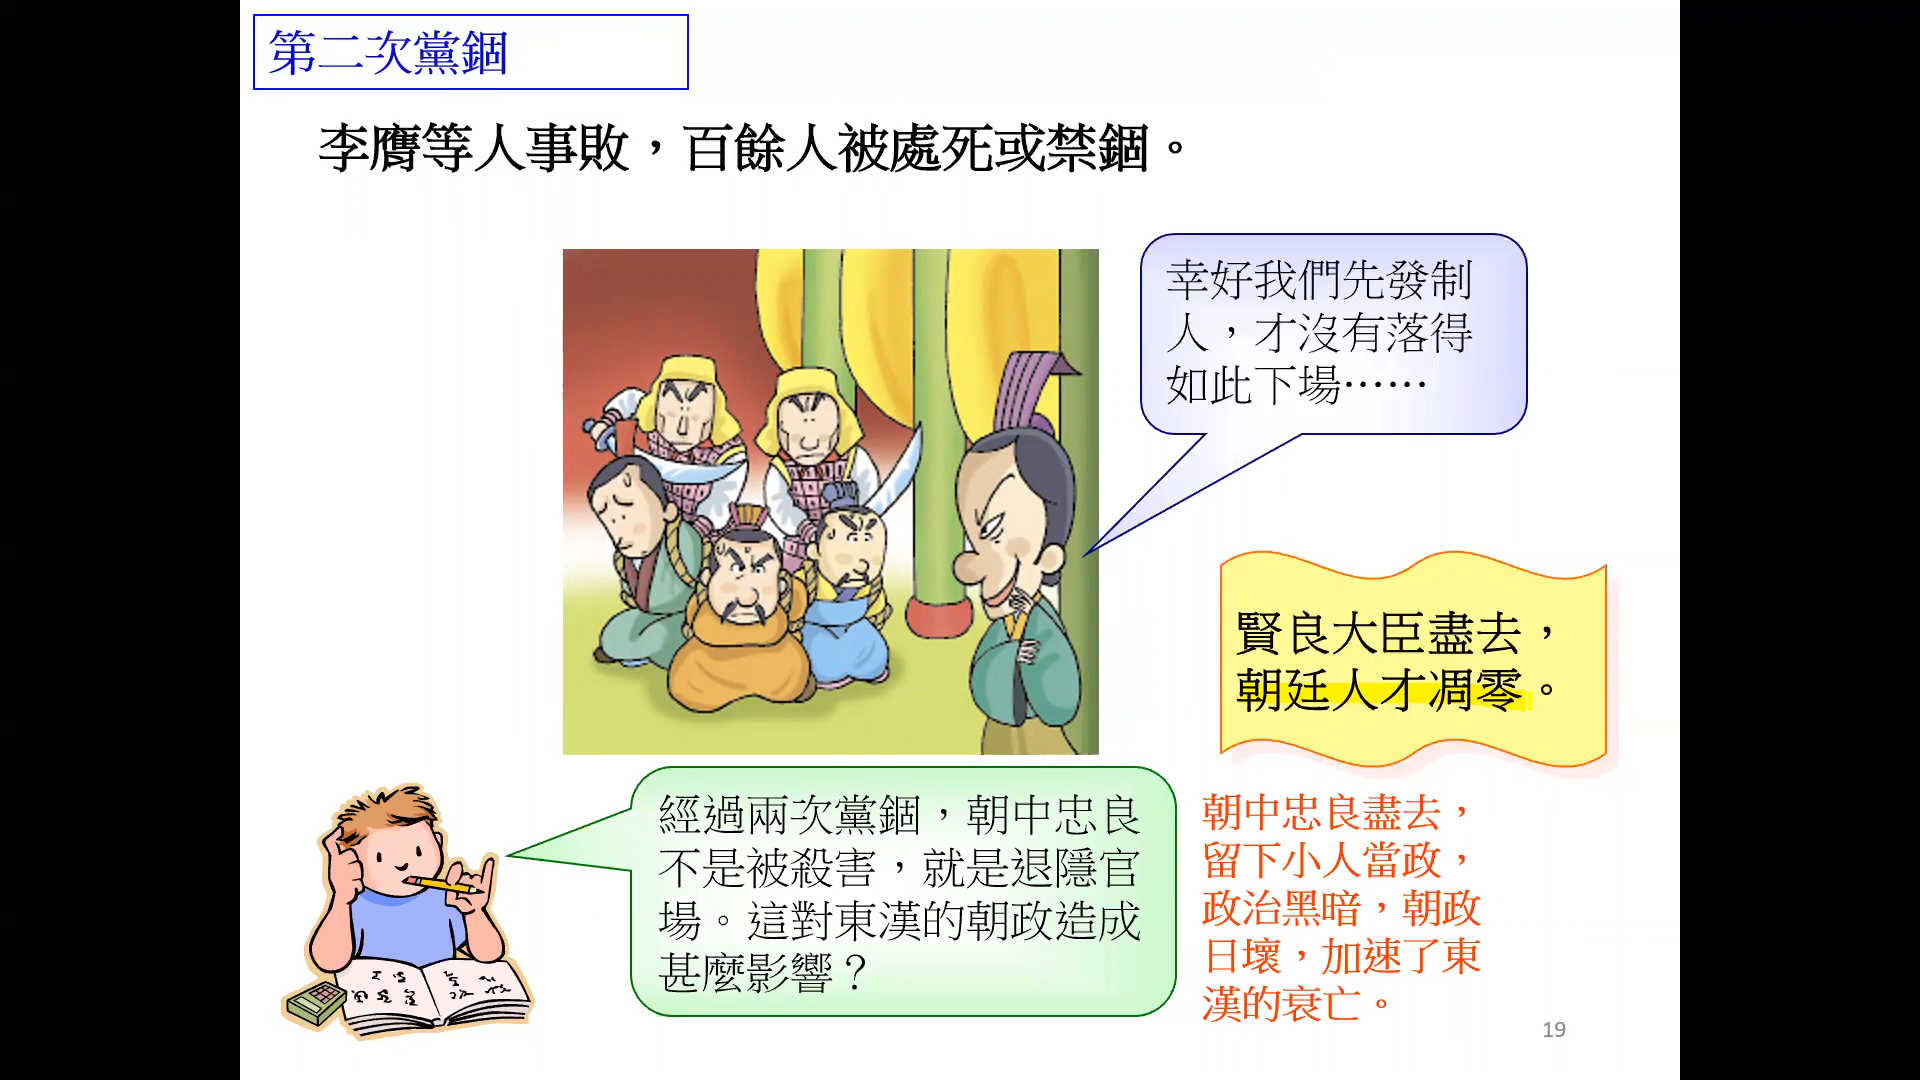 第二次黨錮
李膺等人事敗，百餘人被處死或禁錮。
幸好我們先發制
人，才沒有落得
如此下場……
賢良大臣盡去，
朝廷人才凋零。
經過兩次黨錮，朝中忠良
不是被殺害，就是退隱官
場。這對東漢的朝政造成
甚麼影響？
朝中忠良盡去，
留下小人當政，
政治黑暗，朝政
日壞，加速了東
漢的衰亡。
19